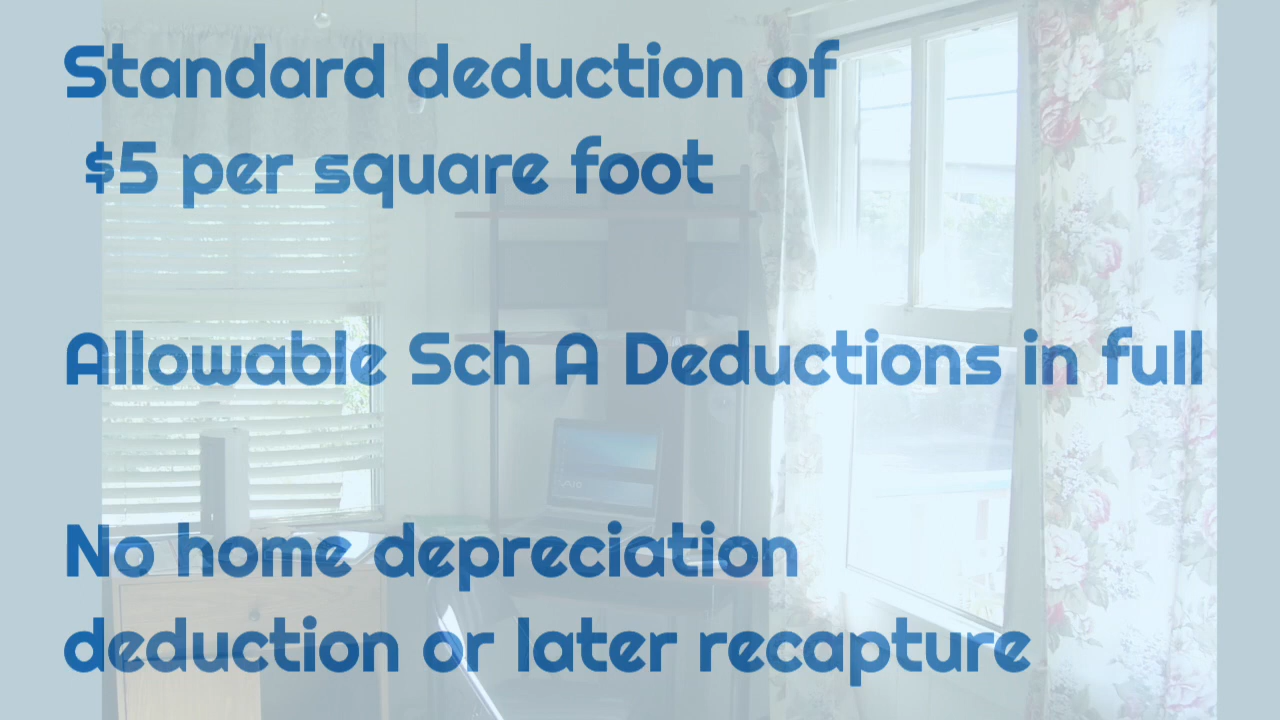 Standard deduction of
$5 per square foot
Allowable Sch A Deductions in full
No home depreciation
deduction or later recapture